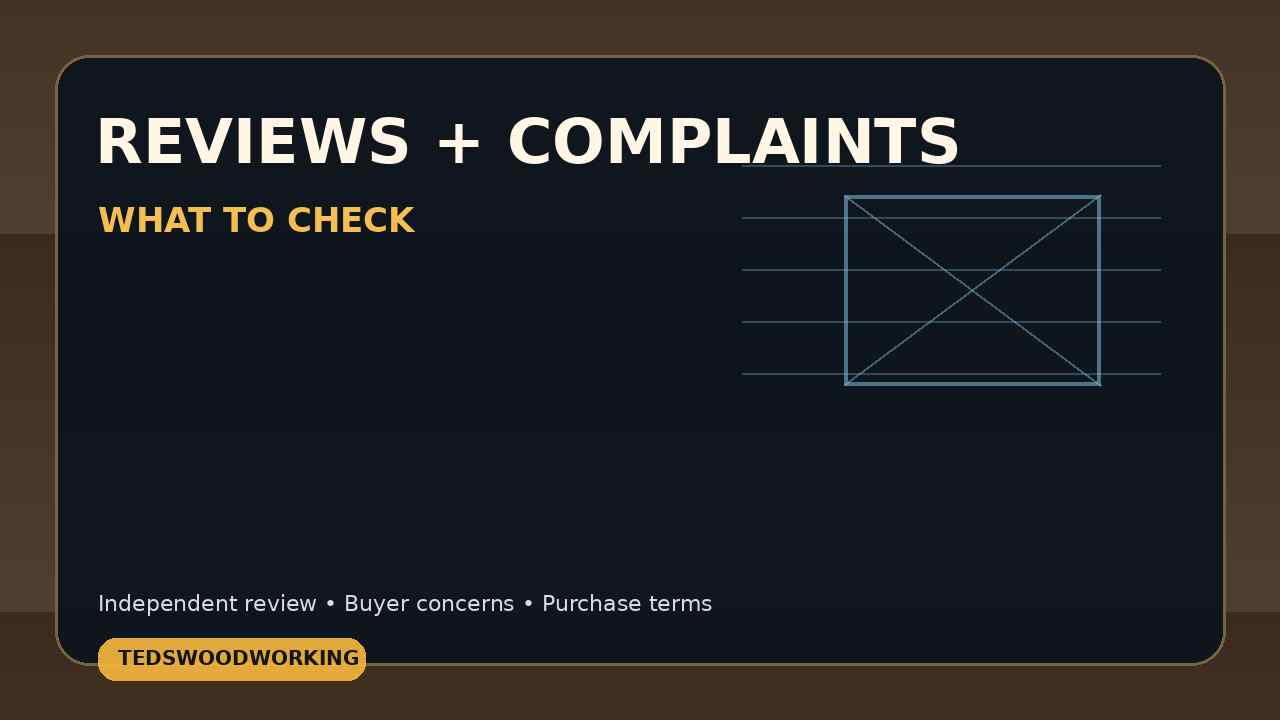 REVIEWS + COMPLAINTS
WHAT TO CHECK
Independent review • Buyer concerns • Purchase terms
TEDSWOODWORKING